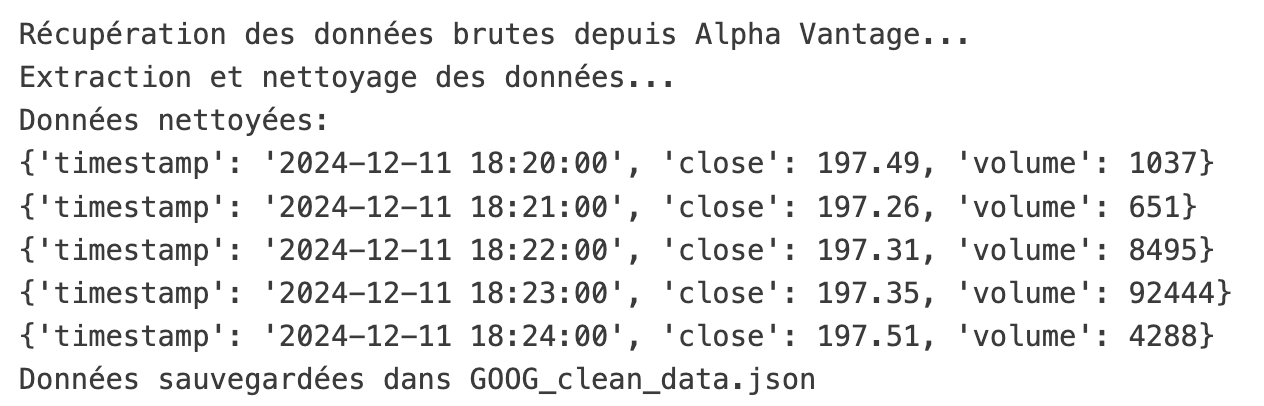 Récupération des données brutes depuis Alpha Vantage...
Extraction et nettoyage des données...
Données nettoyées:
{'timestamp': '2024-12-11 18:20:00', 'close': 197.49, 'volume': 1037}
{'timestamp': '2024-12-11 18:21:00', 'close': 197.26, 'volume': 651}
{'timestamp': '2024-12-11 18:22:00', 'close': 197.31, 'volume': 8495}
{'timestamp': '2024-12-11 18:23:00', 'close': 197.35, 'volume': 92444}
{'timestamp': '2024-12-11 18:24:00', 'close': 197.51, 'volume': 4288}
Données sauvegardées dans GOOG_clean_data.json